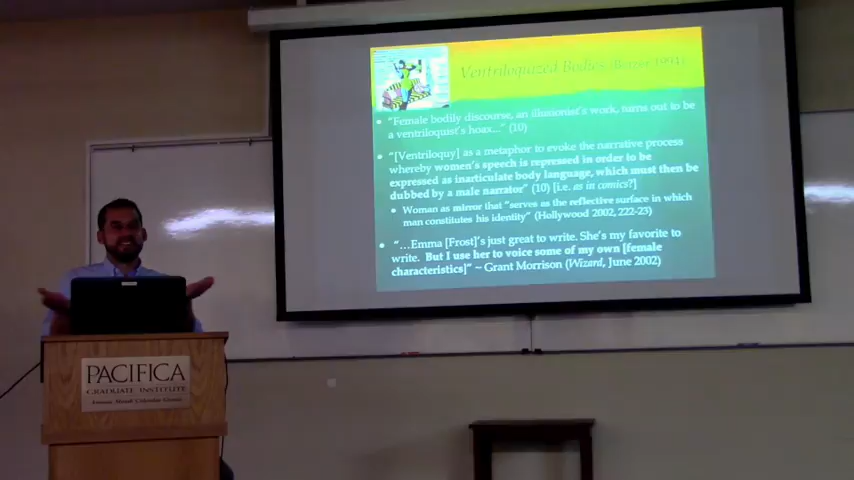 Ventriloquized Bodies (Beizer 1994)
• "Female bodily discourse, an illusionist's work, turns out to be
a ventriloquist's hoax..." (10)
• "[Ventriloquy] as a metaphor to evoke the narrative process
whereby women's speech is repressed in order to be
expressed as inarticulate body language, which must then be
dubbed by a male narrator" (10) [i.e. as in comics?]
• Woman as mirror that "serves as the reflective surface in which
man constitutes his identity" (Hollywood 2002, 222-23)
• "…Emma [Frost]'s just great to write. She's my favorite to
write. But I use her to voice some of my own [female
characteristics]" ~ Grant Morrison (Wizard, June 2002)
PACIFICA
GRADUATE INSTITUTE